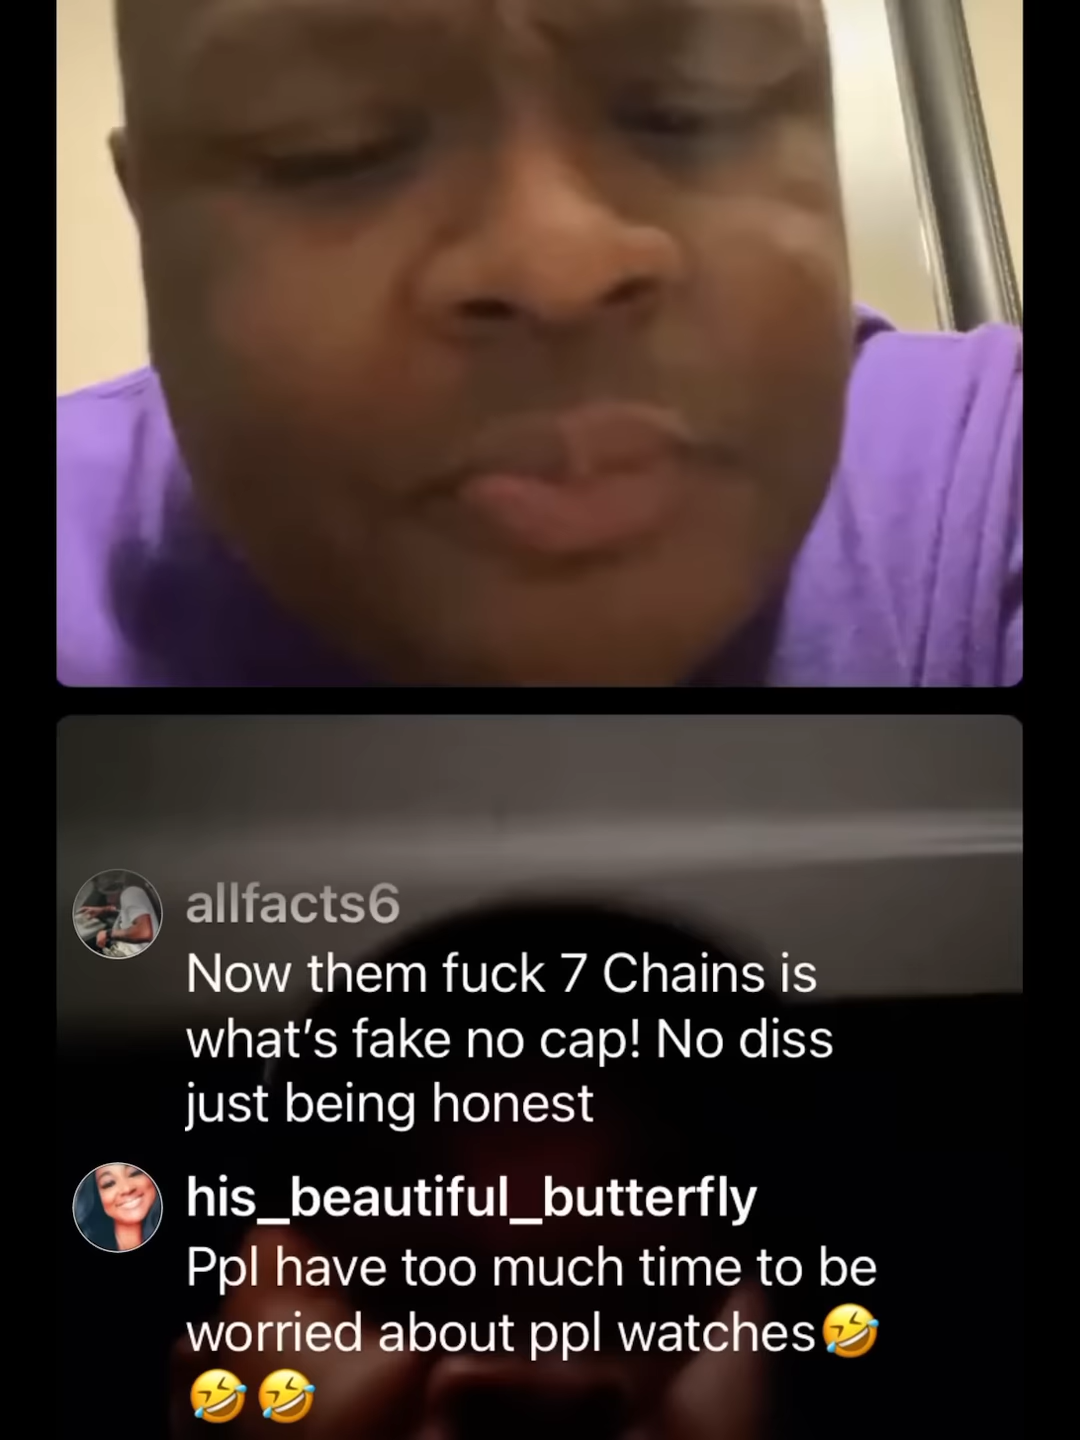 allfacts6
Now them fuck 7 Chains is
what's fake no cap! No diss
just being honest
his_beautiful_butterfly
Ppl have too much time to be
worried about ppl watches🤣
🤣🤣